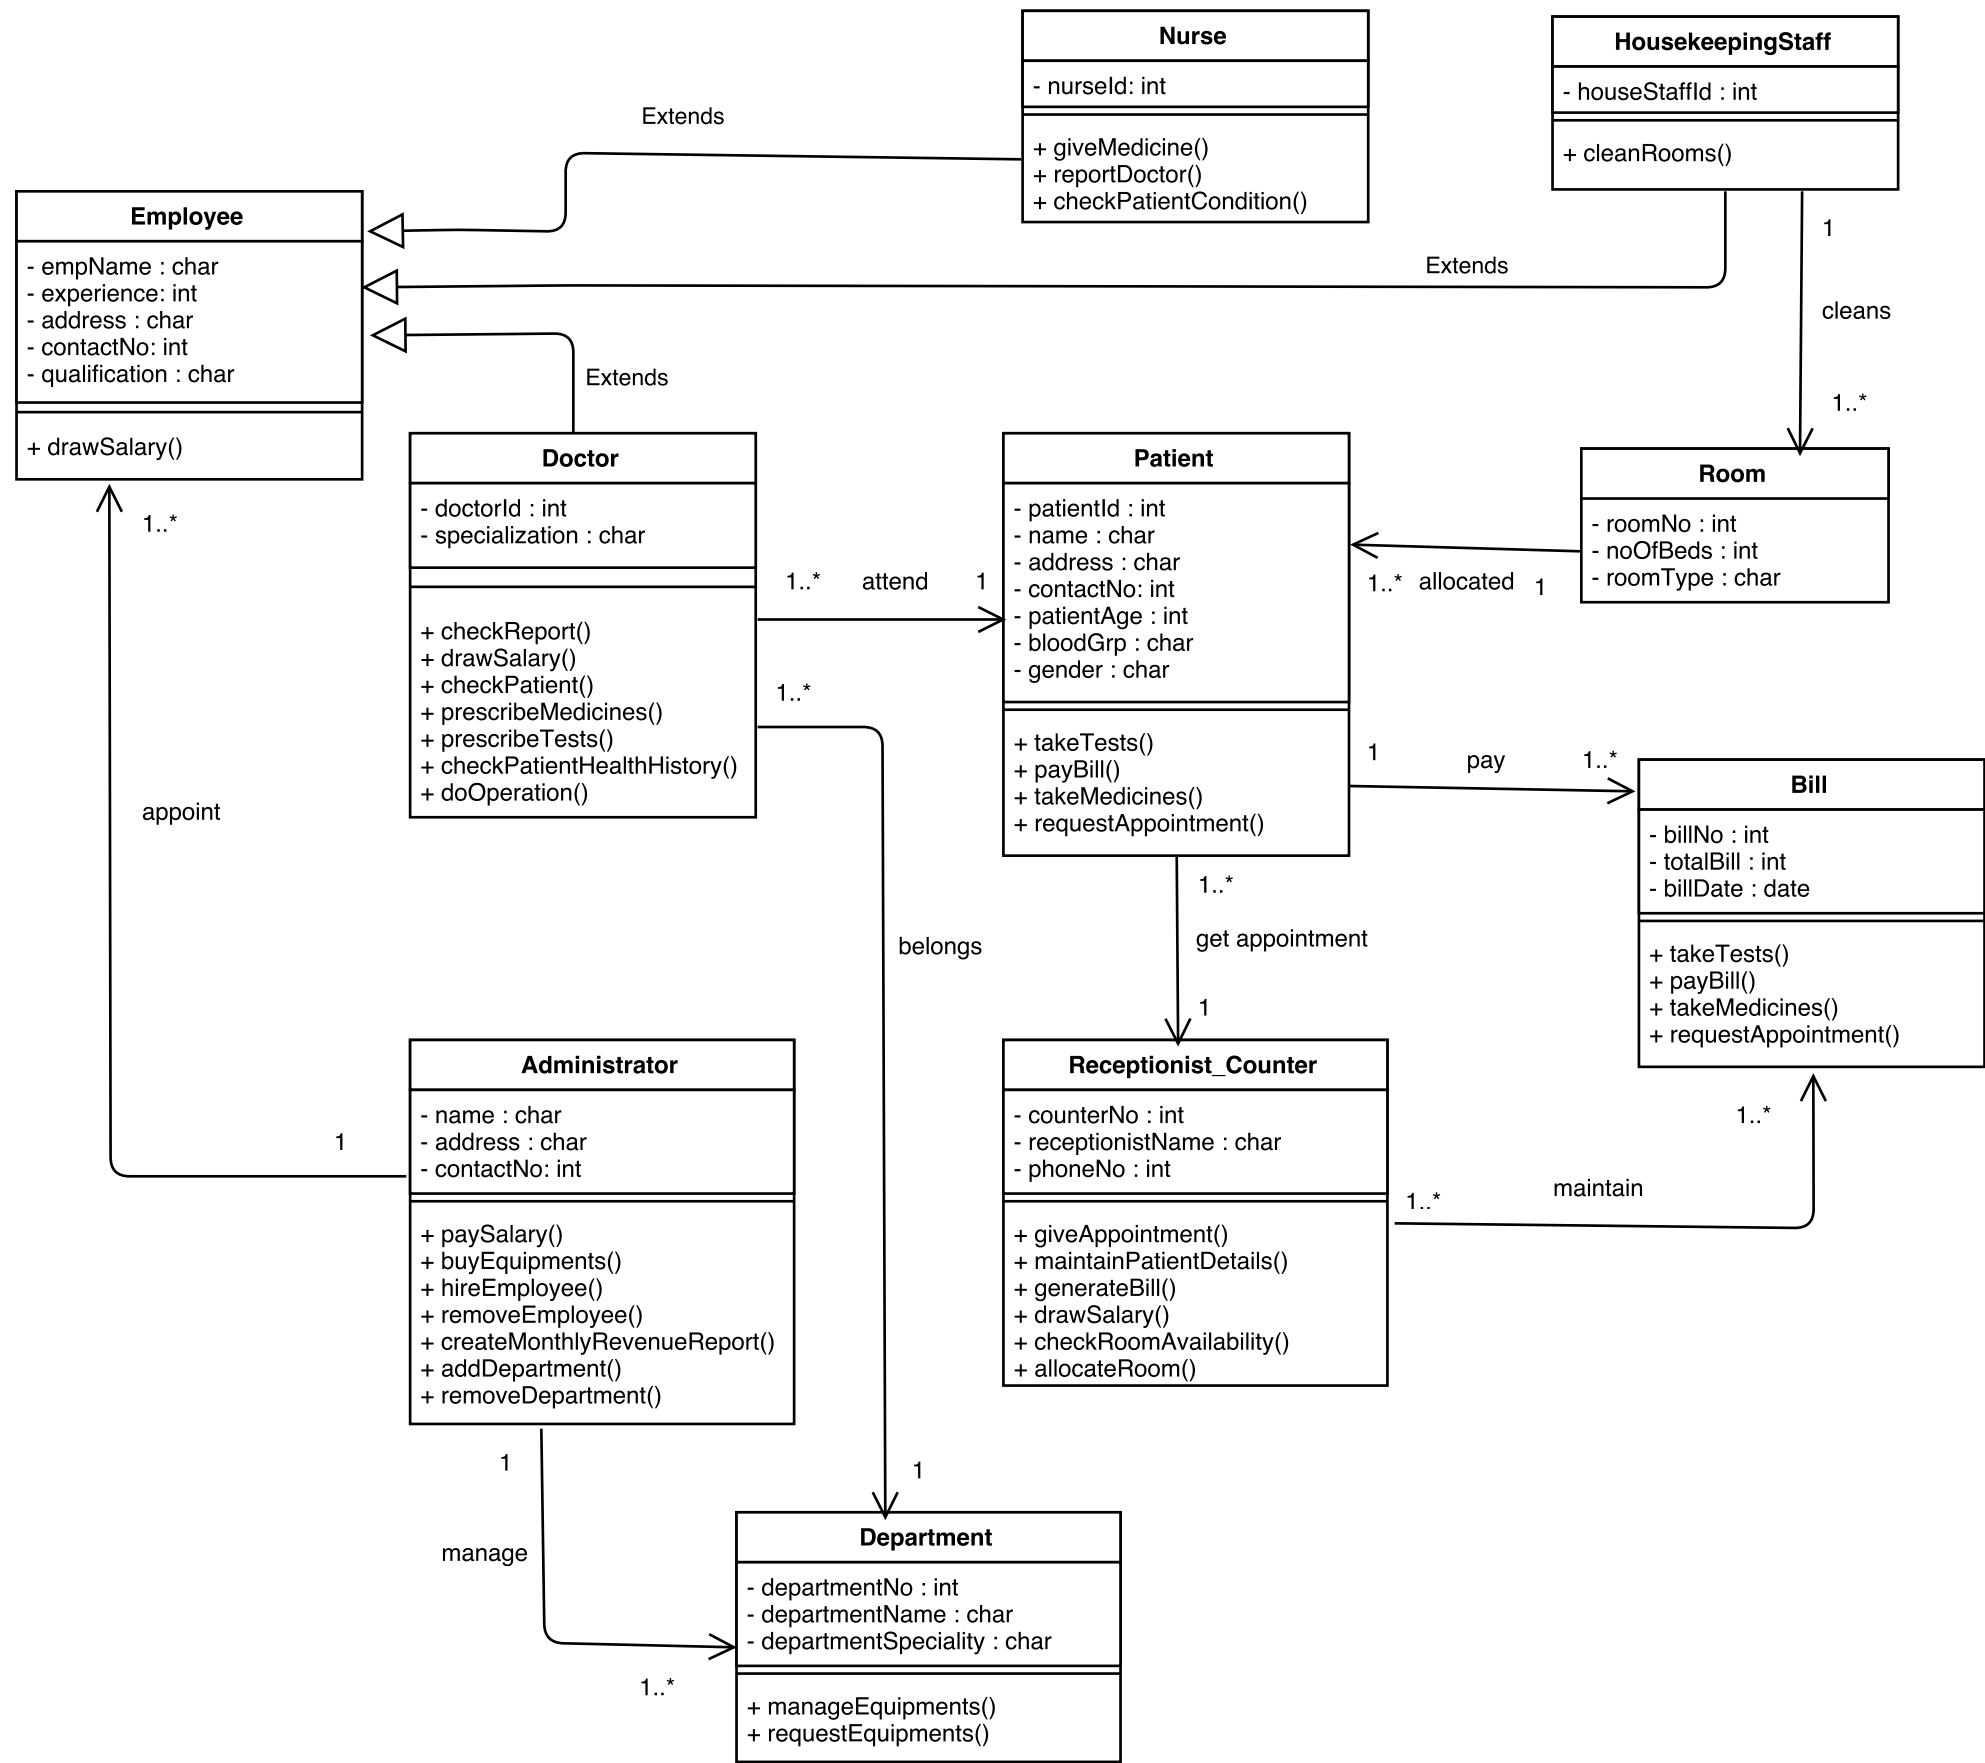 Nurse
- nurseId: int
+ giveMedicine()
+ reportDoctor()
+ checkPatientCondition()
HousekeepingStaff
- houseStaffId : int
+ cleanRooms()
Extends
Extends
Extends
1
cleans
1..*
Employee
- empName : char
- experience: int
- address : char
- contactNo: int
- qualification : char
+ drawSalary()
1..*
appoint
1
Doctor
- doctorId : int
- specialization : char
+ checkReport()
+ drawSalary()
+ checkPatient()
+ prescribeMedicines()
+ prescribeTests()
+ checkPatientHealthHistory()
+ doOperation()
1..* attend 1
1..*
belongs
1
Patient
- patientId : int
- name : char
- address : char
- contactNo: int
- patientAge : int
- bloodGrp : char
- gender : char
+ takeTests()
+ payBill()
+ takeMedicines()
+ requestAppointment()
Room
- roomNo : int
- noOfBeds : int
- roomType : char
1..* allocated 1
1 pay 1..*
Bill
- billNo : int
- totalBill : int
- billDate : date
+ takeTests()
+ payBill()
+ takeMedicines()
+ requestAppointment()
1..*
get appointment
1
Administrator
- name : char
- address : char
- contactNo: int
+ paySalary()
+ buyEquipments()
+ hireEmployee()
+ removeEmployee()
+ createMonthlyRevenueReport()
+ addDepartment()
+ removeDepartment()
Receptionist_Counter
- counterNo : int
- receptionistName : char
- phoneNo : int
+ giveAppointment()
+ maintainPatientDetails()
+ generateBill()
+ drawSalary()
+ checkRoomAvailability()
+ allocateRoom()
1..*
maintain
1..*
1
manage
1..*
Department
- departmentNo : int
- departmentName : char
- departmentSpeciality : char
+ manageEquipments()
+ requestEquipments()